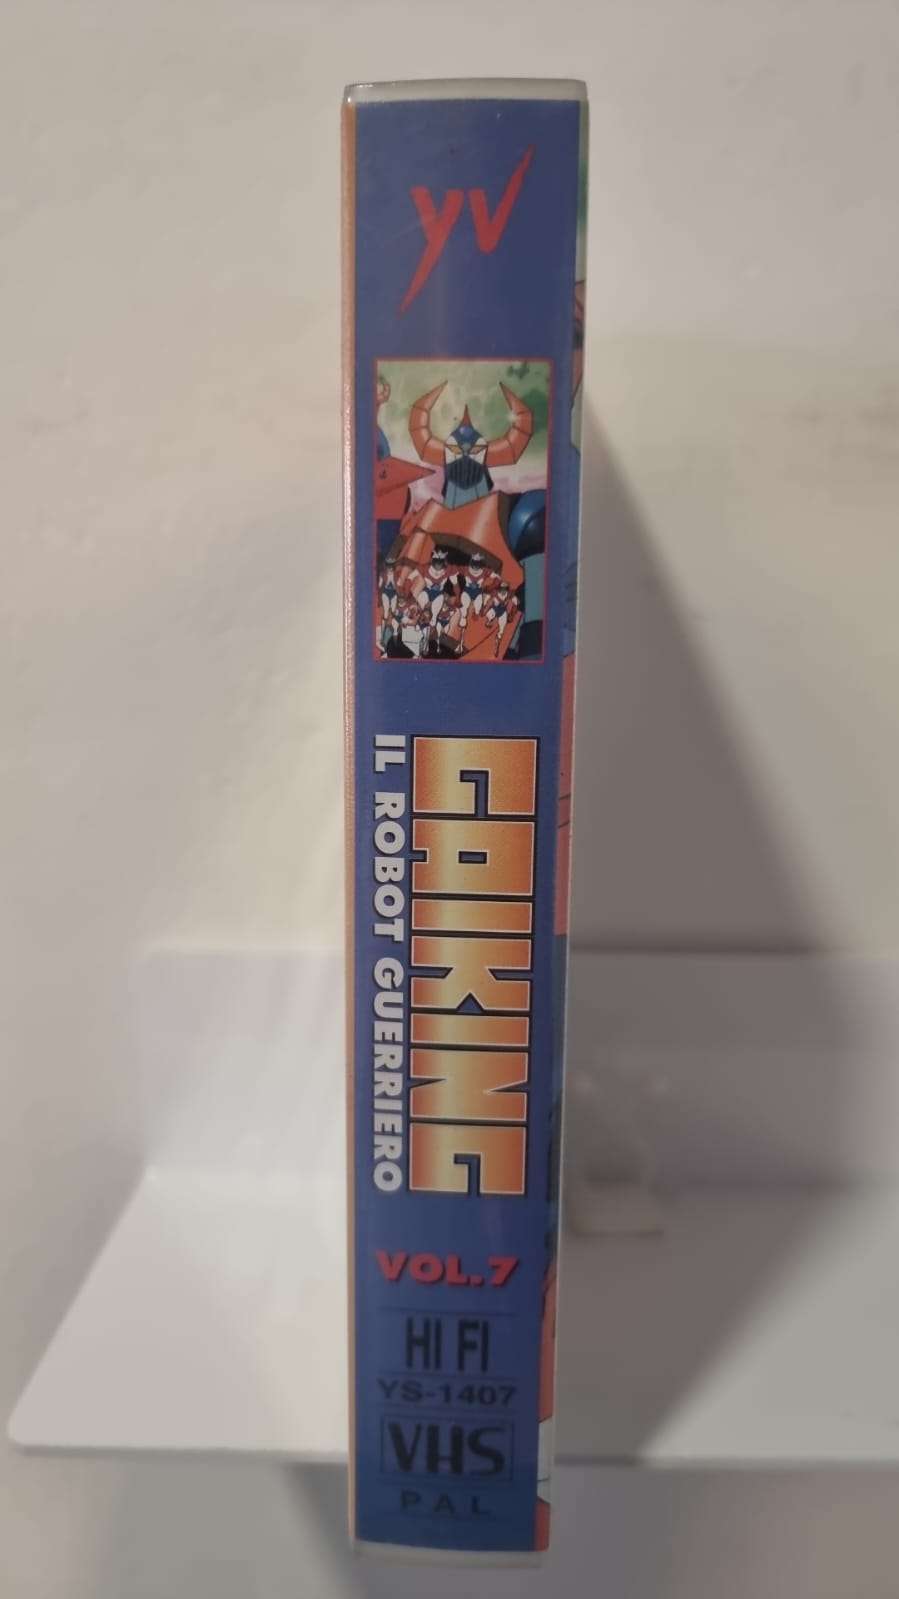 YV
GAIKING
IL ROBOT GUERRIERO
VOL.7
HI FI
YS-1407
VHS
PAL